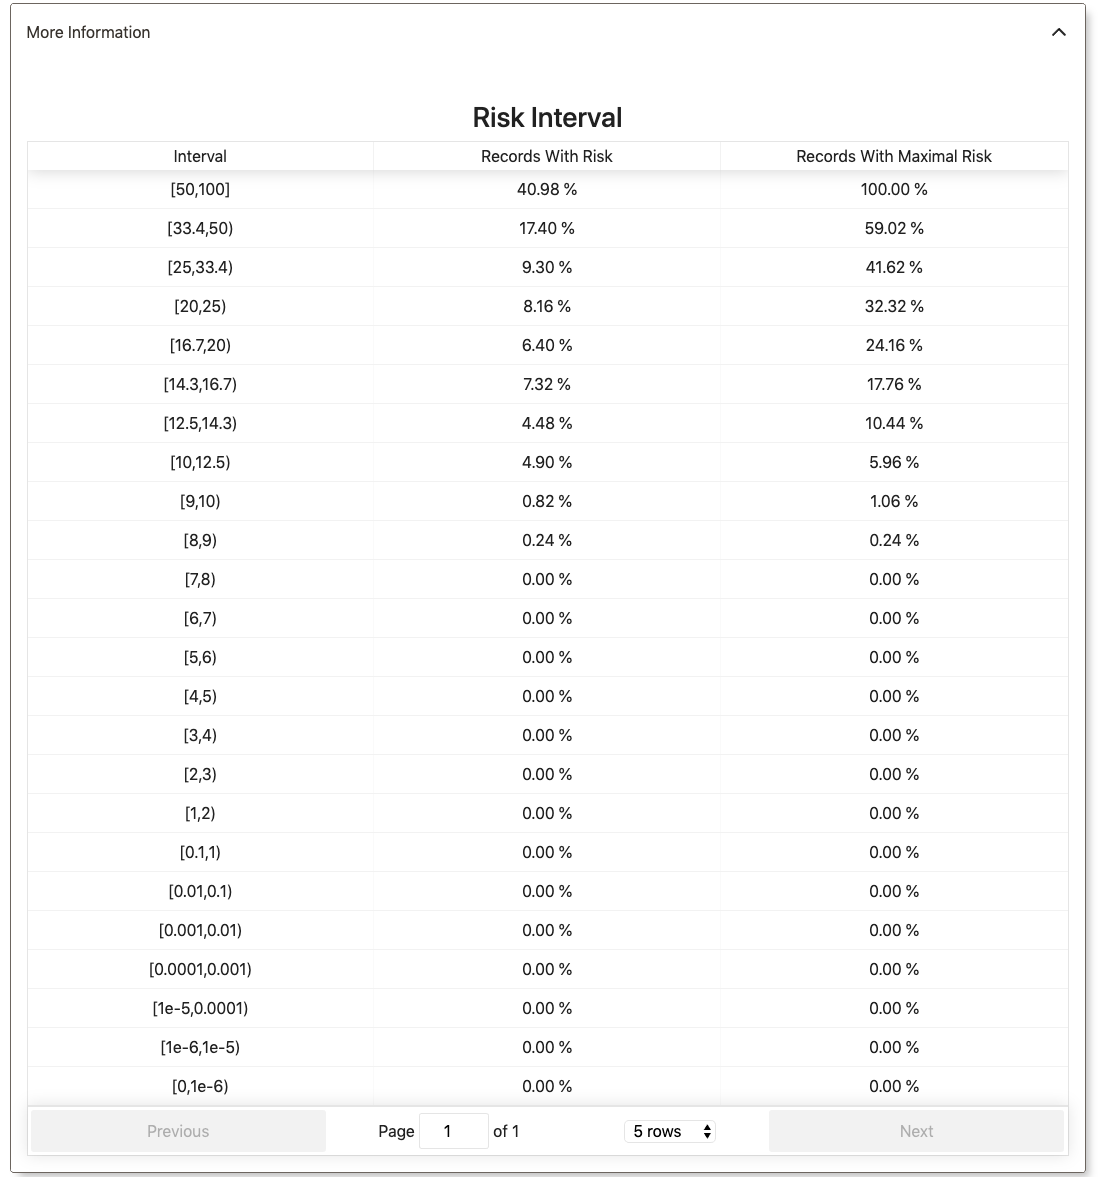 More Information
Risk Interval
Interval Records With Risk Records With Maximal Risk
[50,100] 40.98 % 100.00 %
[33.4,50) 17.40 % 59.02 %
[25,33.4) 9.30 % 41.62 %
[20,25) 8.16 % 32.32 %
[16.7,20) 6.40 % 24.16 %
[14.3,16.7) 7.32 % 17.76 %
[12.5,14.3) 4.48 % 10.44 %
[10,12.5) 4.90 % 5.96 %
[9,10) 0.82 % 1.06 %
[8,9) 0.24 % 0.24 %
[7,8) 0.00 % 0.00 %
[6,7) 0.00 % 0.00 %
[5,6) 0.00 % 0.00 %
[4,5) 0.00 % 0.00 %
[3,4) 0.00 % 0.00 %
[2,3) 0.00 % 0.00 %
[1,2) 0.00 % 0.00 %
[0.1,1) 0.00 % 0.00 %
[0.01,0.1) 0.00 % 0.00 %
[0.001,0.01) 0.00 % 0.00 %
[0.0001,0.001) 0.00 % 0.00 %
[1e-5,0.0001) 0.00 % 0.00 %
[1e-6,1e-5) 0.00 % 0.00 %
[0,1e-6) 0.00 % 0.00 %
Previous Page 1 of 1 5 rows Next